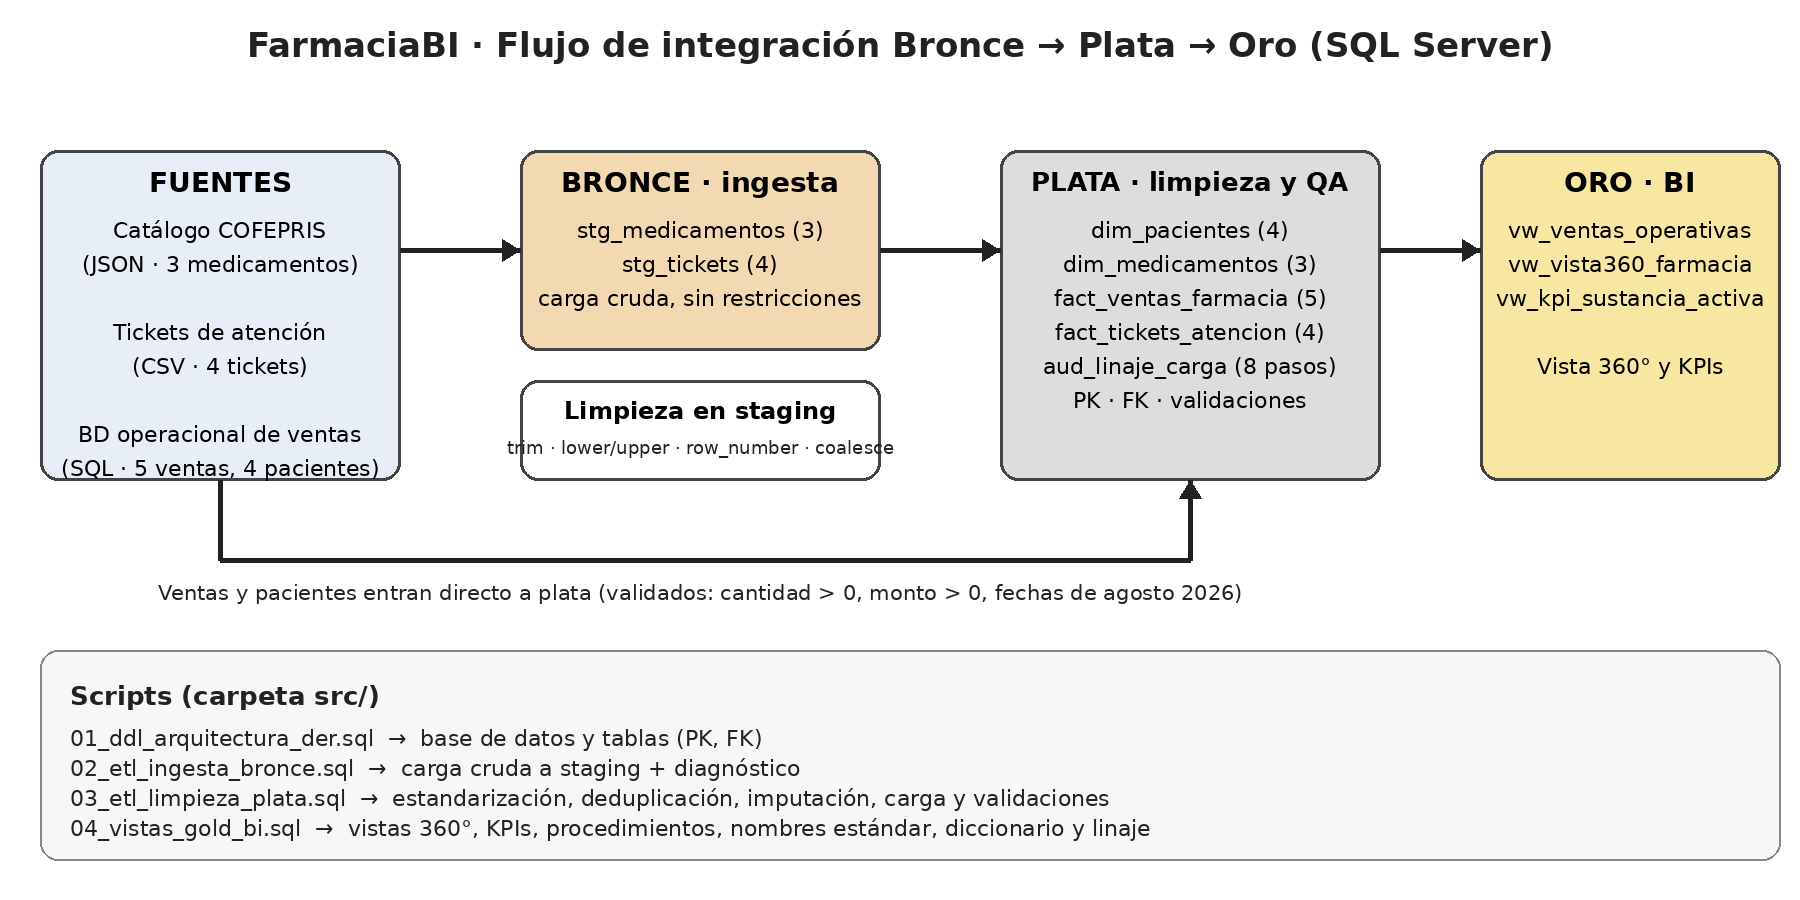 FarmaciaBI · Flujo de integración Bronce → Plata → Oro (SQL Server)
FUENTES
Catálogo COFEPRIS
(JSON · 3 medicamentos)
Tickets de atención
(CSV · 4 tickets)
BD operacional de ventas
(SQL · 5 ventas, 4 pacientes)
BRONCE · ingesta
stg_medicamentos (3)
stg_tickets (4)
carga cruda, sin restricciones
Limpieza en staging
trim · lower/upper · row_number · coalesce
PLATA · limpieza y QA
dim_pacientes (4)
dim_medicamentos (3)
fact_ventas_farmacia (5)
fact_tickets_atencion (4)
aud_linaje_carga (8 pasos)
PK · FK · validaciones
ORO · BI
vw_ventas_operativas
vw_vista360_farmacia
vw_kpi_sustancia_activa
Vista 360° y KPIs
Ventas y pacientes entran directo a plata (validados: cantidad > 0, monto > 0, fechas de agosto 2026)
Scripts (carpeta src/)
01_ddl_arquitectura_der.sql → base de datos y tablas (PK, FK)
02_etl_ingesta_bronce.sql → carga cruda a staging + diagnóstico
03_etl_limpieza_plata.sql → estandarización, deduplicación, imputación, carga y validaciones
04_vistas_gold_bi.sql → vistas 360°, KPIs, procedimientos, nombres estándar, diccionario y linaje